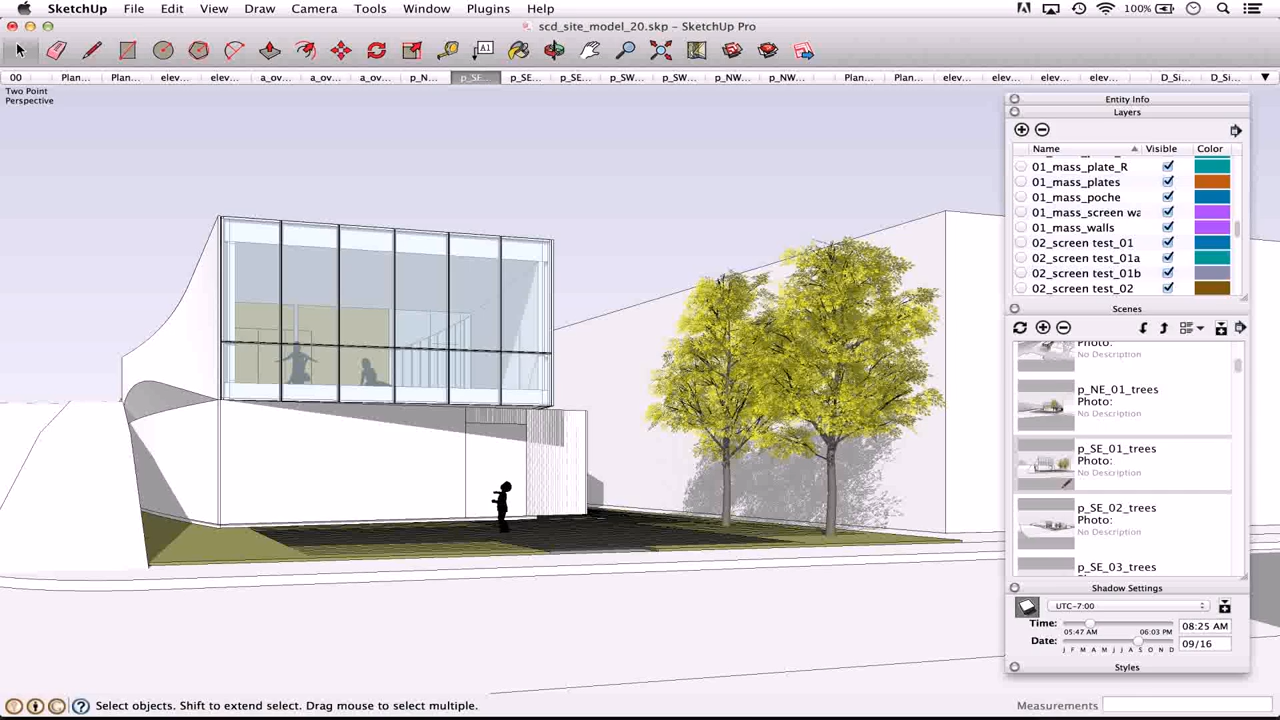 SketchUp File Edit View Draw Camera Tools Window Plugins Help 100%
scd_site_model_20.skp - SketchUp Pro
A1
00 Plan... Plan... elev... elev... a_ov... a_ov... a_ov... p_N... p_SE... p_SE... p_SE... p_SW... p_SW... p_NW... p_NW... Plan... Plan... elev... elev... elev... elev... D_Si... D_Si...
Two Point
Perspective
Entity Info
Layers
Name Visible Color
01_mass_plate_R
01_mass_plates
01_mass_poche
01_mass_screen wa
01_mass_walls
02_screen test_01
02_screen test_01a
02_screen test_01b
02_screen test_02
Scenes
Photo:
No Description
p_NE_01_trees
Photo:
No Description
p_SE_01_trees
Photo:
No Description
p_SE_02_trees
Photo:
No Description
p_SE_03_trees
Shadow Settings
UTC-7:00
Time: 05:47 AM 06:03 PM 08:25 AM
Date: J F M A M J J A S O N D 09/16
Styles
Select objects. Shift to extend select. Drag mouse to select multiple.
Measurements